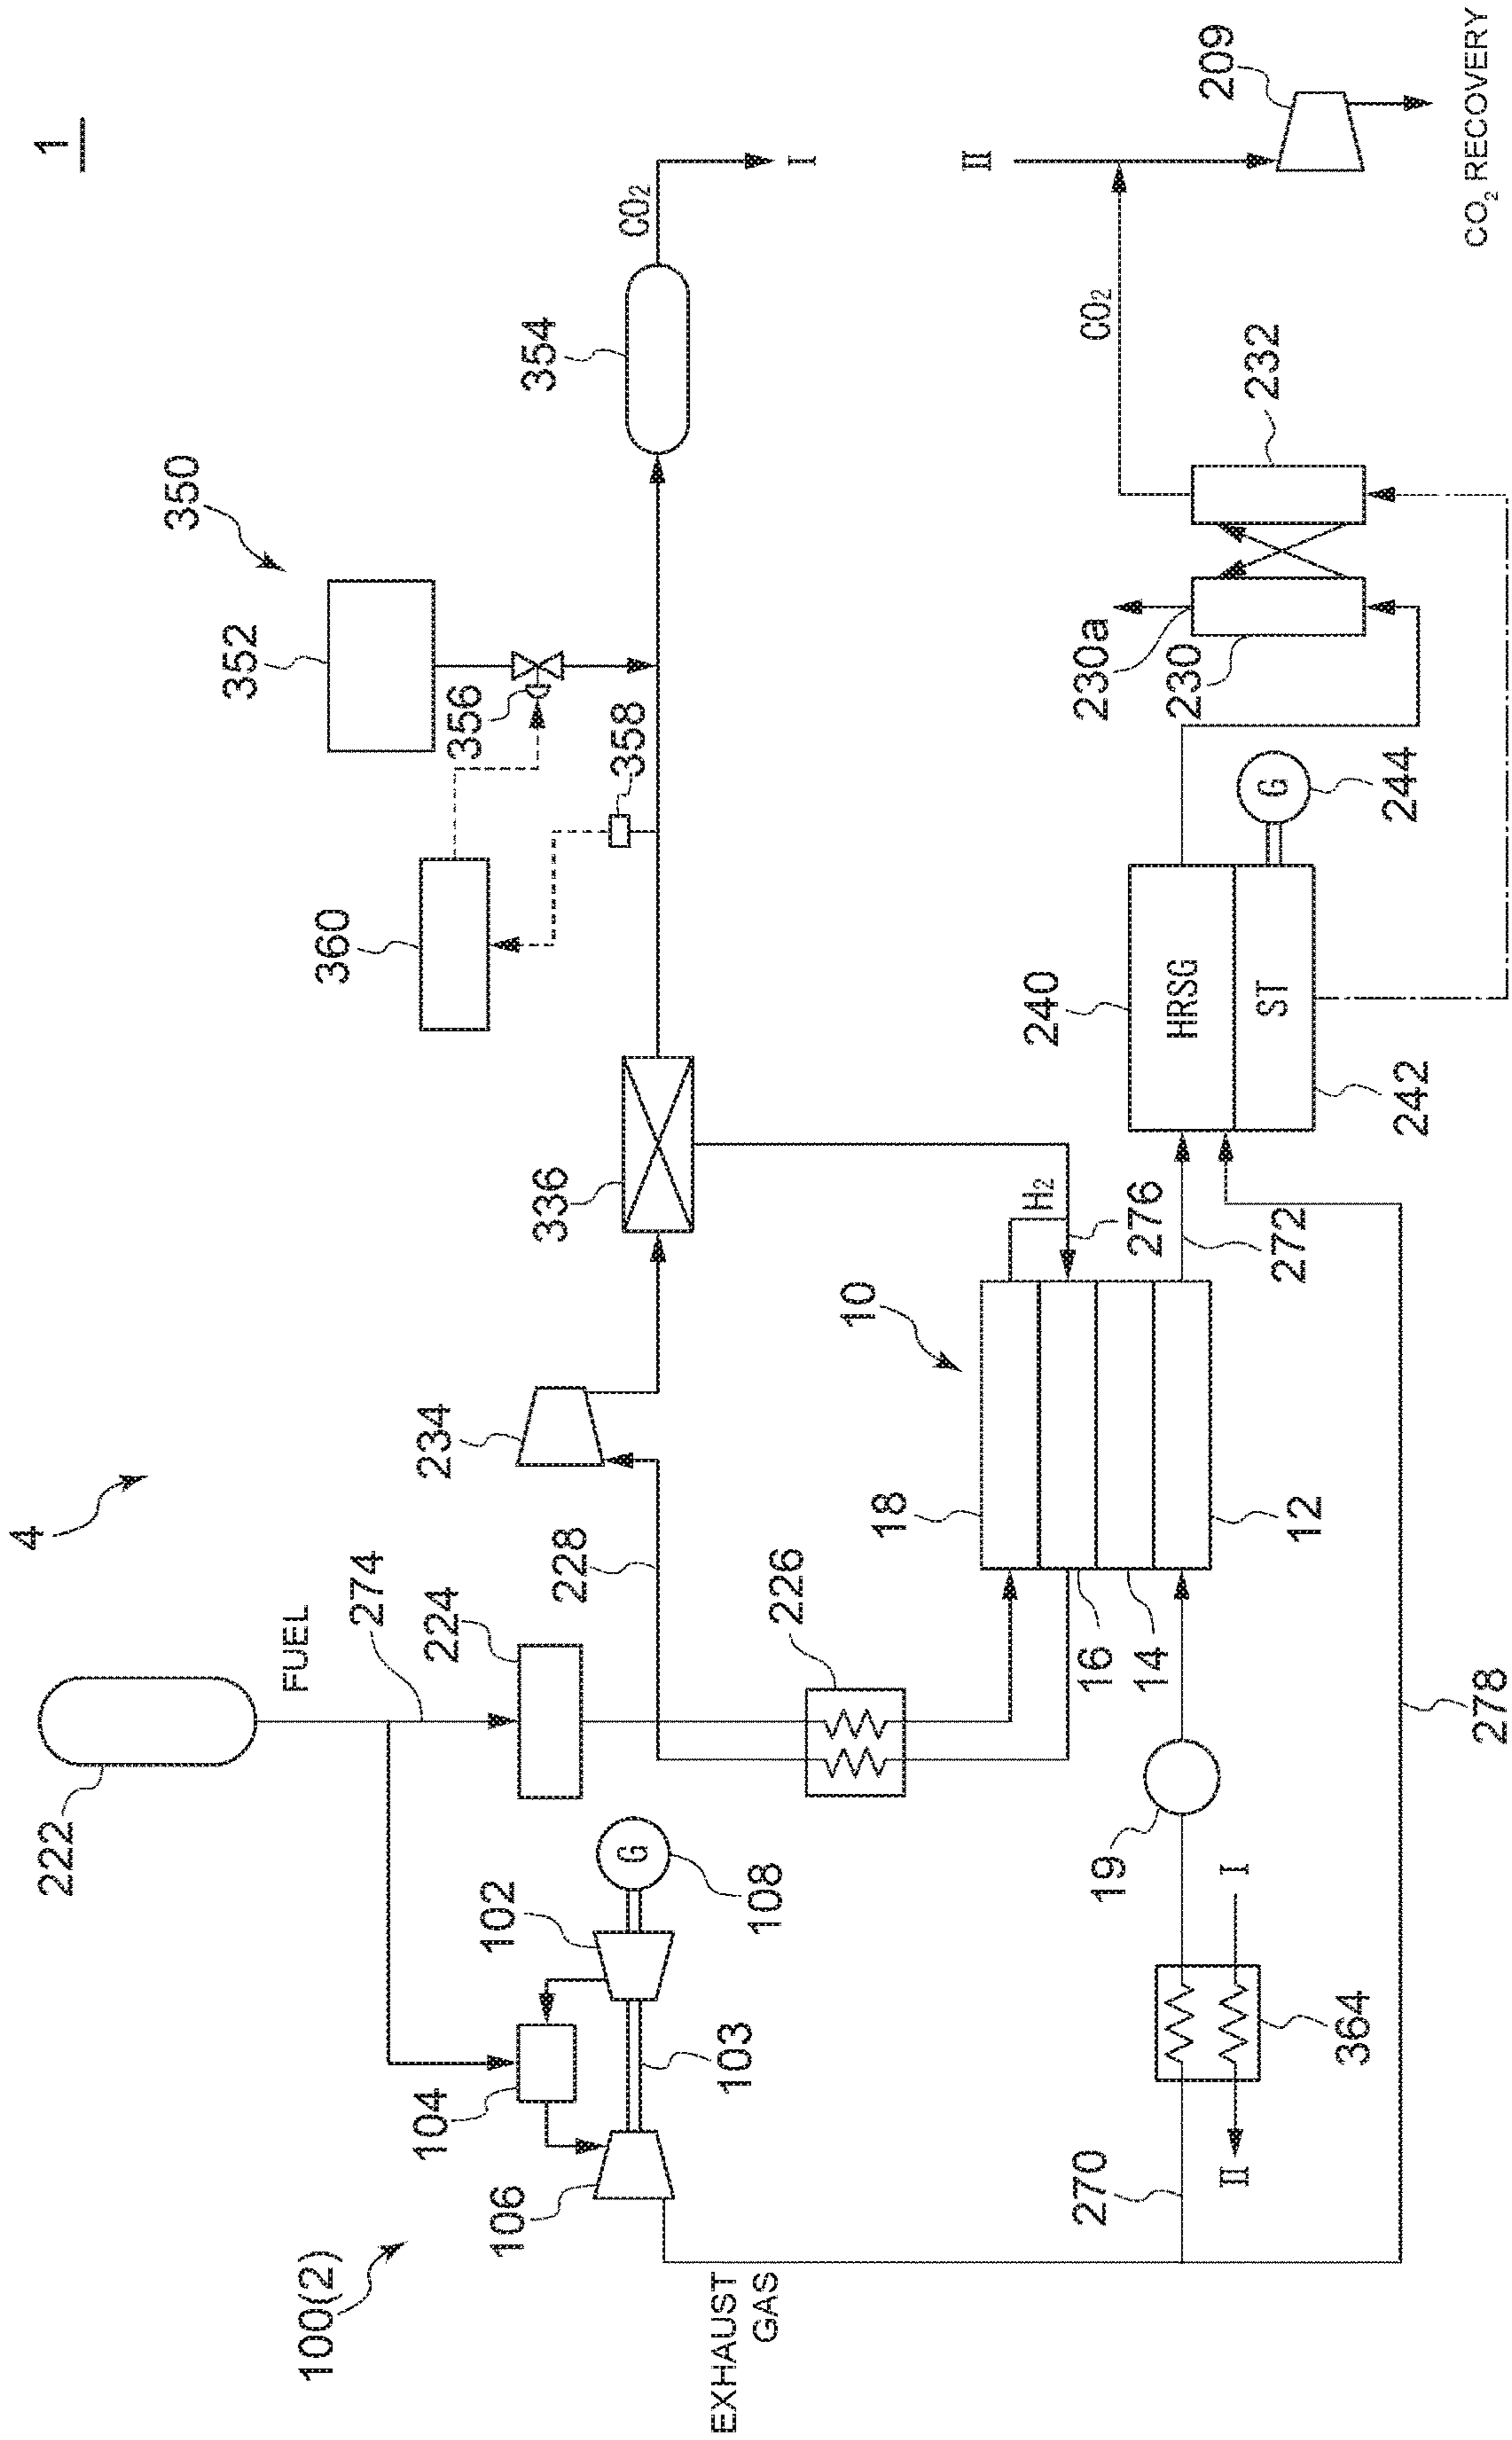 1
4
100(2)
222
FUEL
274
224
228
234
336
360
352
350
356
358
354
CO2
I
102
104
103
106
108
G
226
EXHAUST
GAS
10
18
16
14
12
H2
276
272
19
I
II
364
270
278
240
HRSG
ST
242
G
244
230a
230
232
CO2
II
209
CO2 RECOVERY